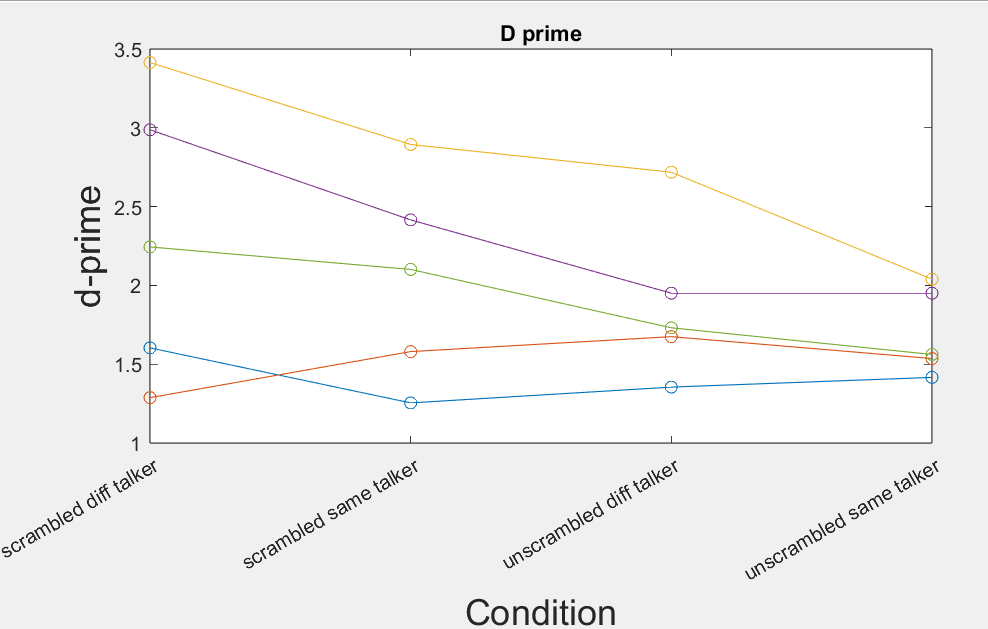 D prime
3.5
3
2.5
2
1.5
1
d-prime
scrambled diff talker
scrambled same talker
unscrambled diff talker
unscrambled same talker
Condition